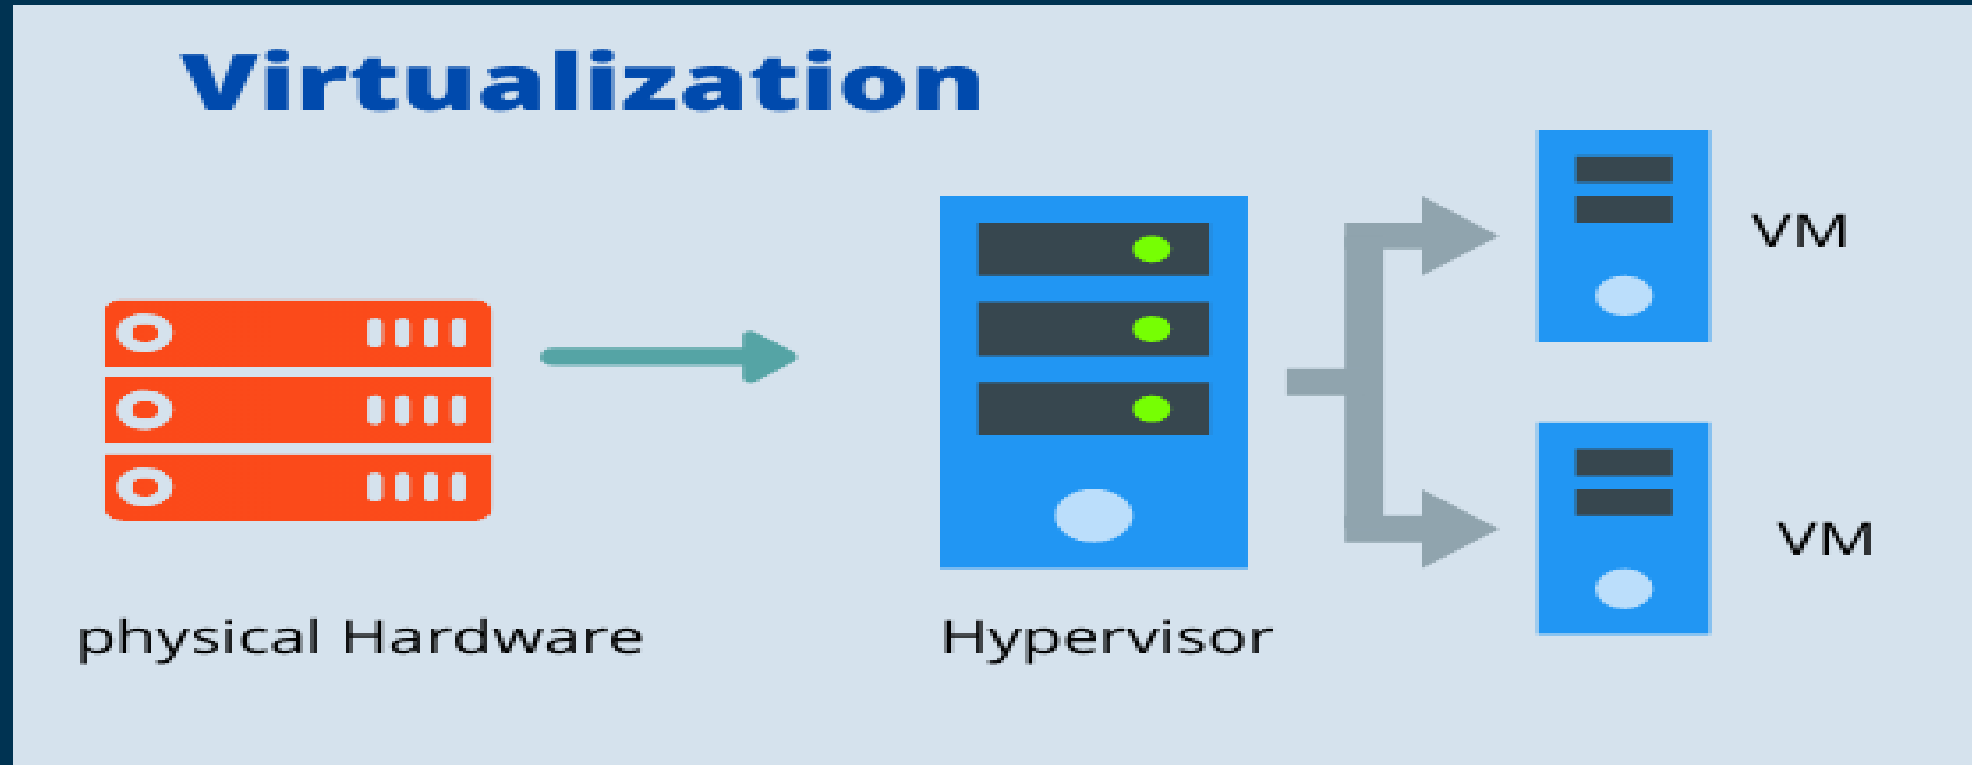 Virtualization
VM
VM
physical Hardware
Hypervisor